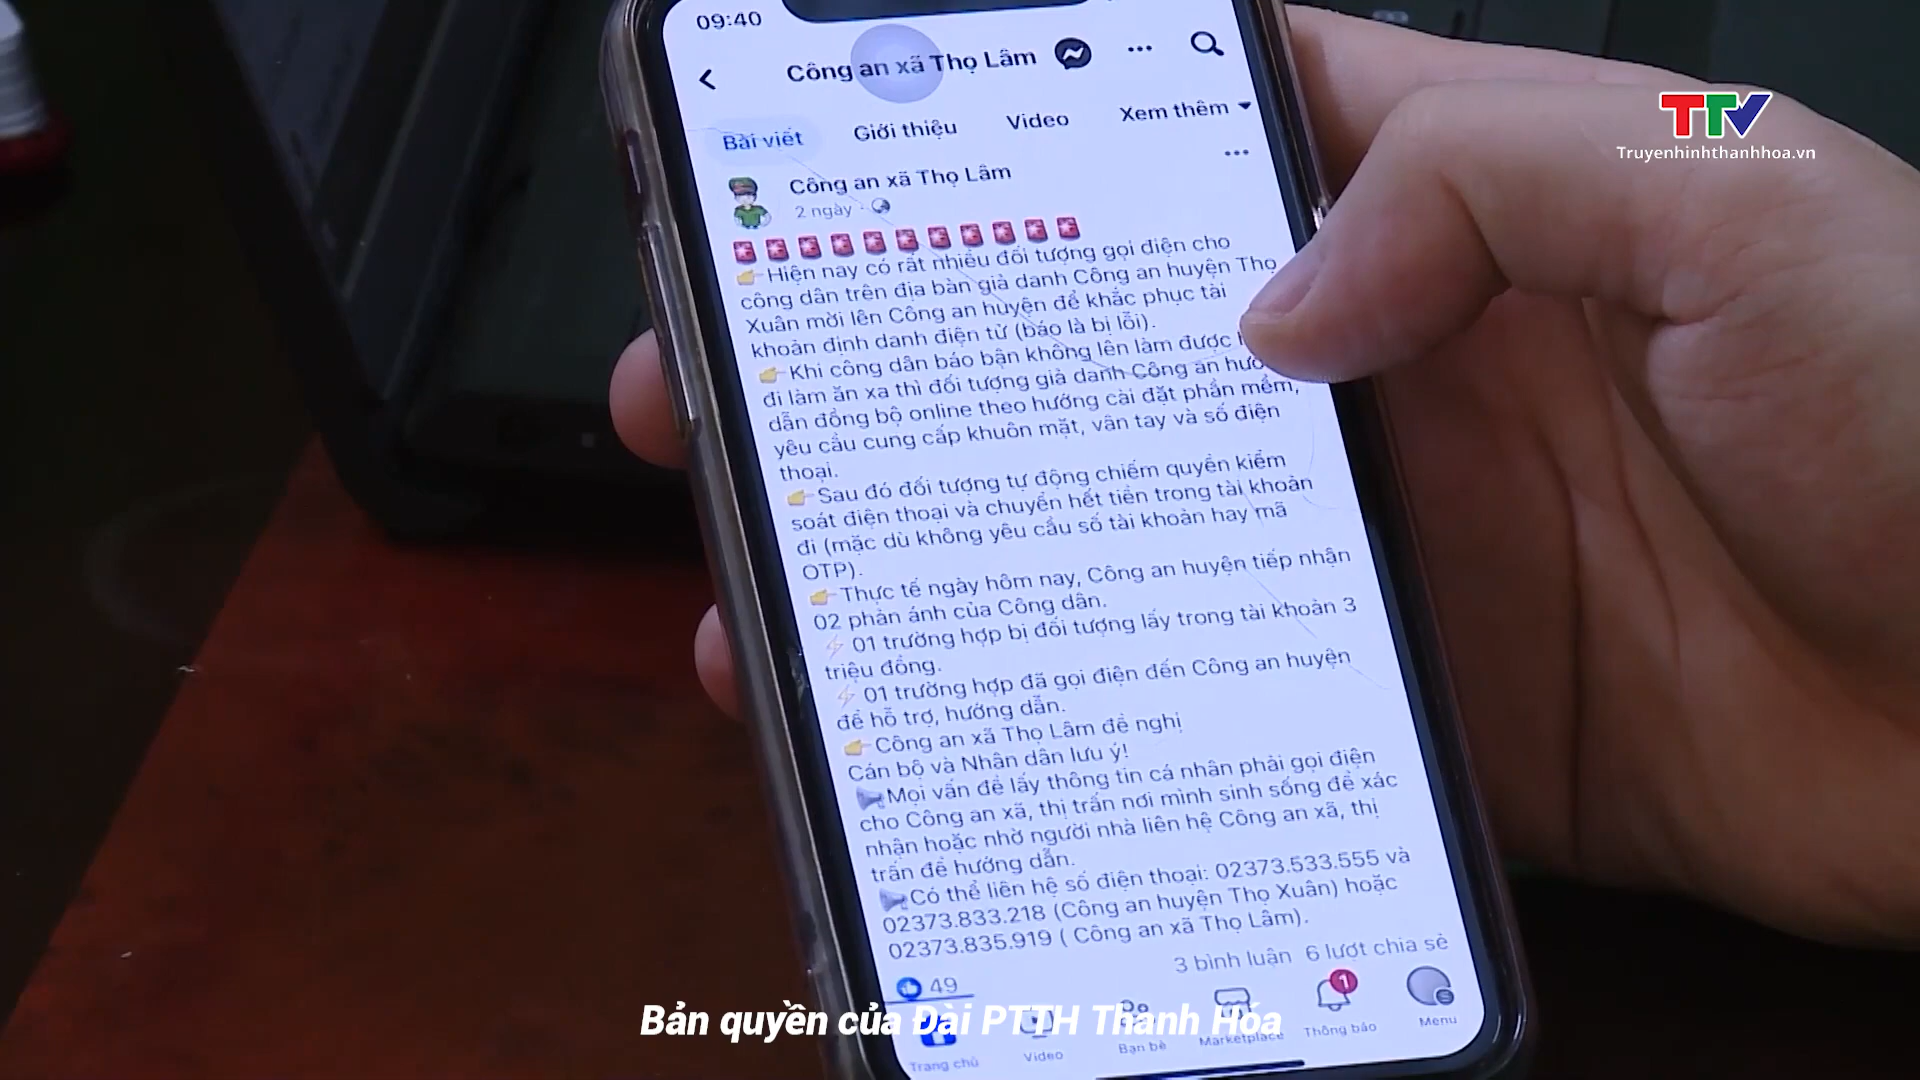 09:40
Công an xã Thọ Lâm
Bài viết Giới thiệu Video Xem thêm
Công an xã Thọ Lâm
2 ngày
Hiện nay có rất nhiều đối tượng gọi điện cho
công dân trên địa bàn giả danh Công an huyện Thọ
Xuân mời lên Công an huyện để khắc phục tài
khoản định danh điện tử (báo là bị lỗi).
Khi công dân báo bận không lên làm được
đi làm ăn xa thì đối tượng giả danh Công an
dẫn đồng bộ online theo hướng cài đặt phần mềm,
yêu cầu cung cấp khuôn mặt, vân tay và số điện
thoại.
Sau đó đối tượng tự động chiếm quyền kiểm
soát điện thoại và chuyển hết tiền trong tài khoản
đi (mặc dù không yêu cầu số tài khoản hay mã
OTP).
Thực tế ngày hôm nay, Công an huyện tiếp nhận
02 phản ánh của Công dân.
01 trường hợp bị đối tượng lấy trong tài khoản 3
triệu đồng.
01 trường hợp đã gọi điện đến Công an huyện
để hỗ trợ, hướng dẫn.
Công an xã Thọ Lâm đề nghị
Cán bộ và Nhân dân lưu ý!
Mọi vấn đề lấy thông tin cá nhân phải gọi điện
cho Công an xã, thị trấn nơi mình sinh sống để xác
nhận hoặc nhờ người nhà liên hệ Công an xã, thị
trấn để hướng dẫn.
Có thể liên hệ số điện thoại: 02373.533.555 và
02373.833.218 (Công an huyện Thọ Xuân) hoặc
02373.835.919 ( Công an xã Thọ Lâm).
49 3 bình luận 6 lượt chia sẻ
1
Trang chủ Video Bạn bè Marketplace Thông báo Menu
TTV
Truyenhinhthanhhoa.vn
Bản quyền của Đài PTTH Thanh Hóa